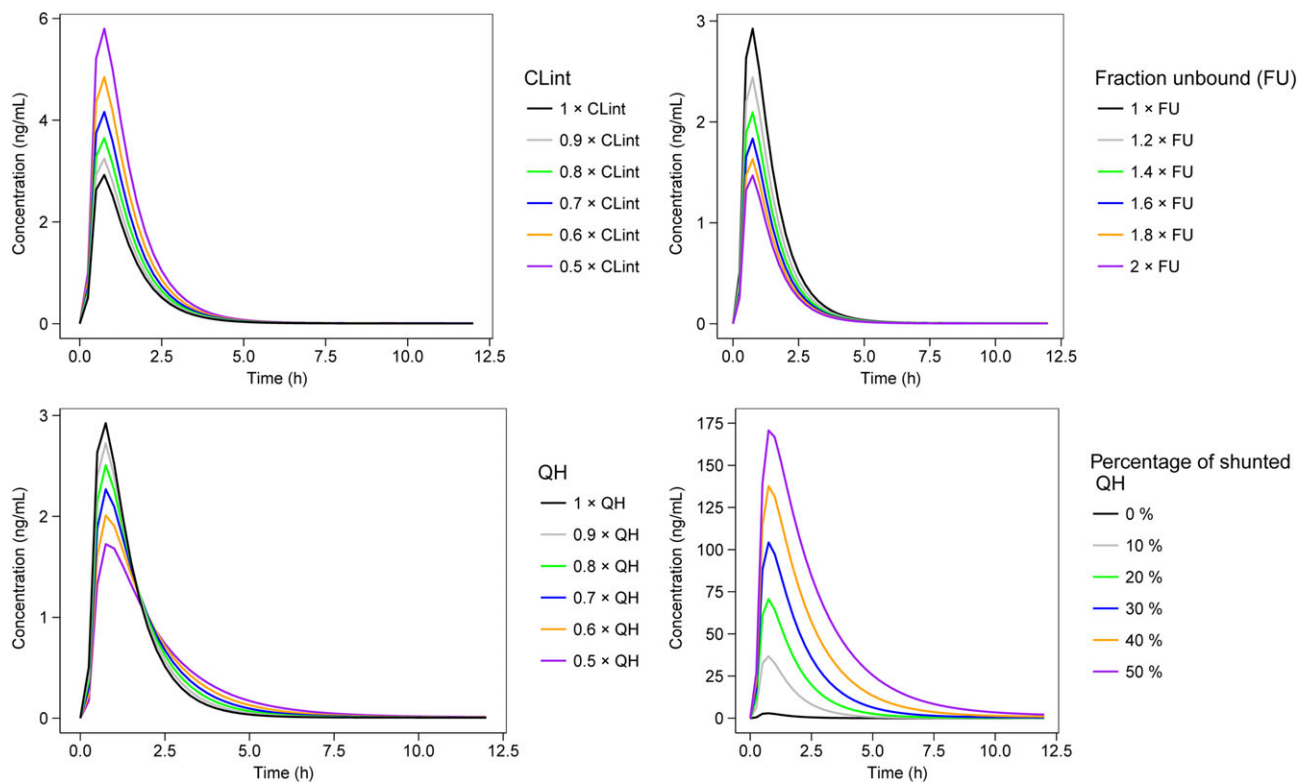 6
4
2
0
Concentration (ng/mL)
0.0 2.5 5.0 7.5 10.0 12.5
Time (h)
CLint
1 × CLint
0.9 × CLint
0.8 × CLint
0.7 × CLint
0.6 × CLint
0.5 × CLint
3
2
1
0
Concentration (ng/mL)
0.0 2.5 5.0 7.5 10.0 12.5
Time (h)
Fraction unbound (FU)
1 × FU
1.2 × FU
1.4 × FU
1.6 × FU
1.8 × FU
2 × FU
3
2
1
0
Concentration (ng/mL)
0.0 2.5 5.0 7.5 10.0 12.5
Time (h)
QH
1 × QH
0.9 × QH
0.8 × QH
0.7 × QH
0.6 × QH
0.5 × QH
175
150
125
100
75
50
25
0
Concentration (ng/mL)
0.0 2.5 5.0 7.5 10.0 12.5
Time (h)
Percentage of shunted
QH
0 %
10 %
20 %
30 %
40 %
50 %